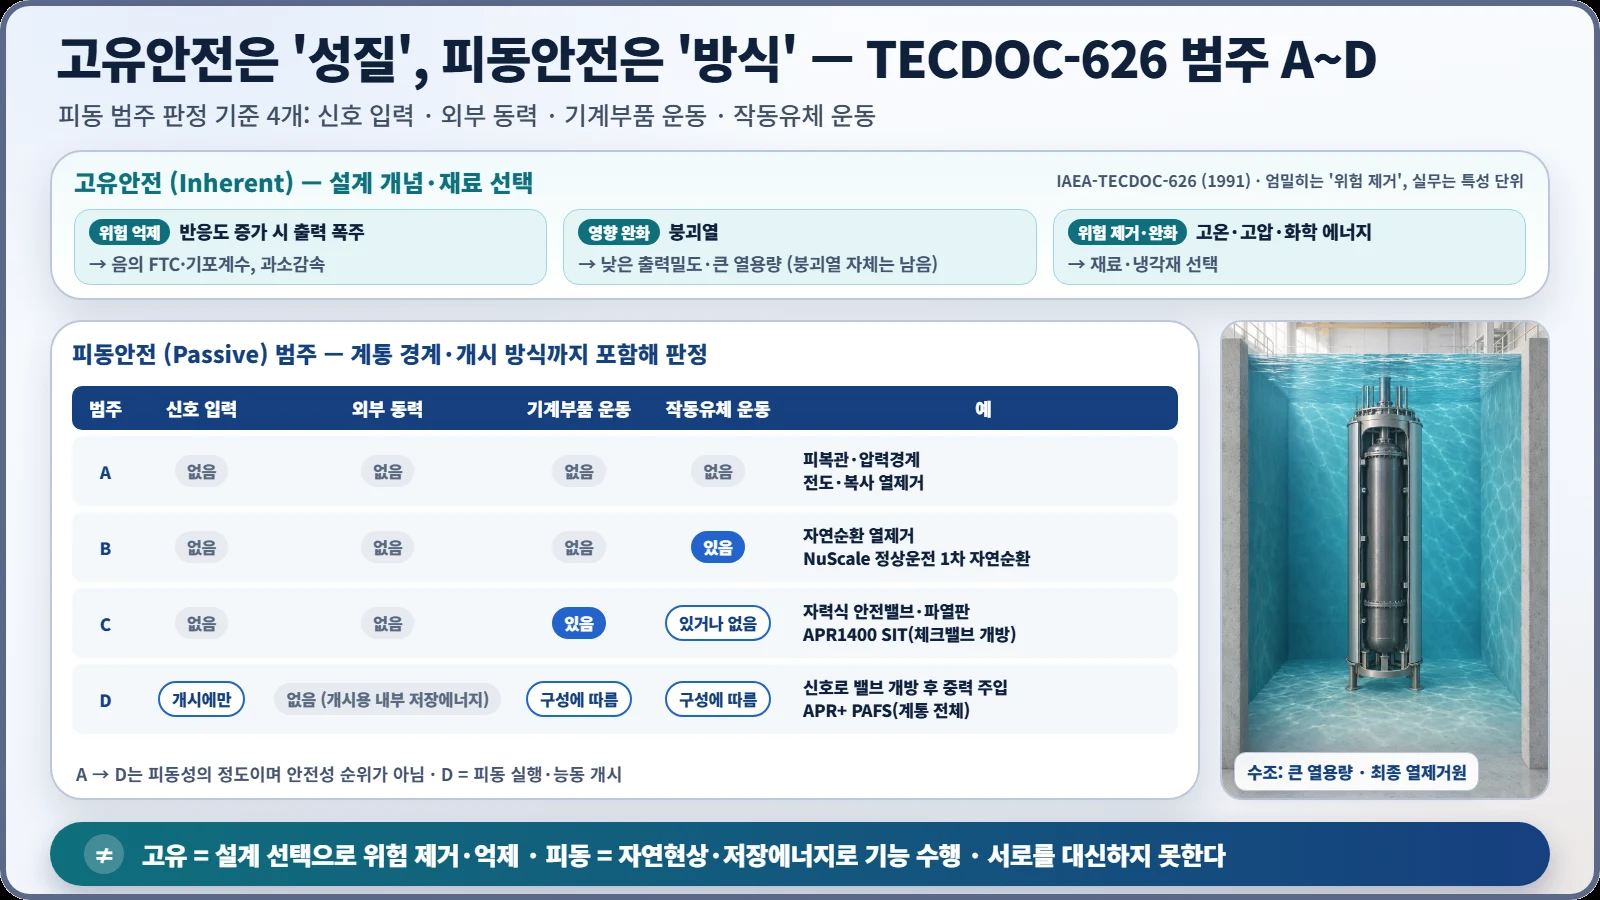 고유안전은 '성질', 피동안전은 '방식' — TECDOC-626 범주 A~D
피동 범주 판정 기준 4개: 신호 입력 · 외부 동력 · 기계부품 운동 · 작동유체 운동
고유안전 (Inherent) — 설계 개념·재료 선택
IAEA-TECDOC-626 (1991) · 엄밀히는 '위험 제거', 실무는 특성 단위
위험 억제 반응도 증가 시 출력 폭주
→ 음의 FTC·기포계수, 과소감속
영향 완화 붕괴열
→ 낮은 출력밀도·큰 열용량 (붕괴열 자체는 남음)
위험 제거·완화 고온·고압·화학 에너지
→ 재료·냉각재 선택
피동안전 (Passive) 범주 — 계통 경계·개시 방식까지 포함해 판정
범주 신호 입력 외부 동력 기계부품 운동 작동유체 운동 예
A 없음 없음 없음 없음 피복관·압력경계
전도·복사 열제거
B 없음 없음 없음 있음 자연순환 열제거
NuScale 정상운전 1차 자연순환
C 없음 없음 있음 있거나 없음 자력식 안전밸브·파열판
APR1400 SIT(체크밸브 개방)
D 개시에만 없음 (개시용 내부 저장에너지) 구성에 따름 구성에 따름 신호로 밸브 개방 후 중력 주입
APR+ PAFS(계통 전체)
A → D는 피동성의 정도이며 안전성 순위가 아님 · D = 피동 실행·능동 개시
수조: 큰 열용량 · 최종 열제거원
≠ 고유 = 설계 선택으로 위험 제거·억제 · 피동 = 자연현상·저장에너지로 기능 수행 · 서로를 대신하지 못한다